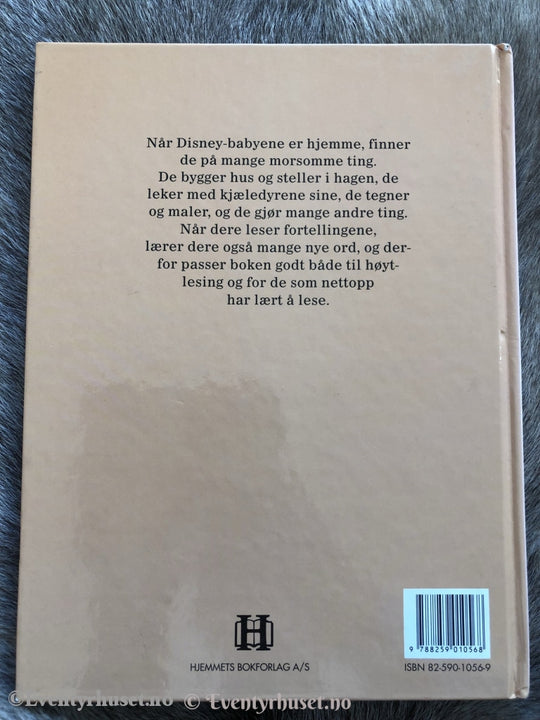 Når Disney-babyene er hjemme, finner
de på mange morsomme ting.
De bygger hus og steller i hagen, de
leker med kjæledyrene sine, de tegner
og maler, og de gjør mange andre ting.
Når dere leser fortellingene,
lærer dere også mange nye ord, og der-
for passer boken godt både til høyt-
lesing og for de som nettopp
har lært å lese.
H
HJEMMETS BOKFORLAG A/S
9 788259 010568
ISBN 82-590-1056-9
© Eventyrhuset.no © Eventyrhuset.no